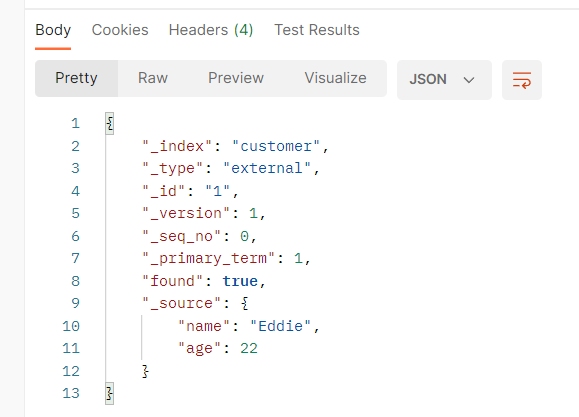 Body Cookies Headers (4) Test Results
Pretty Raw Preview Visualize JSON
1 {
2 "_index": "customer",
3 "_type": "external",
4 "_id": "1",
5 "_version": 1,
6 "_seq_no": 0,
7 "_primary_term": 1,
8 "found": true,
9 "_source": {
10 "name": "Eddie",
11 "age": 22
12 }
13 }